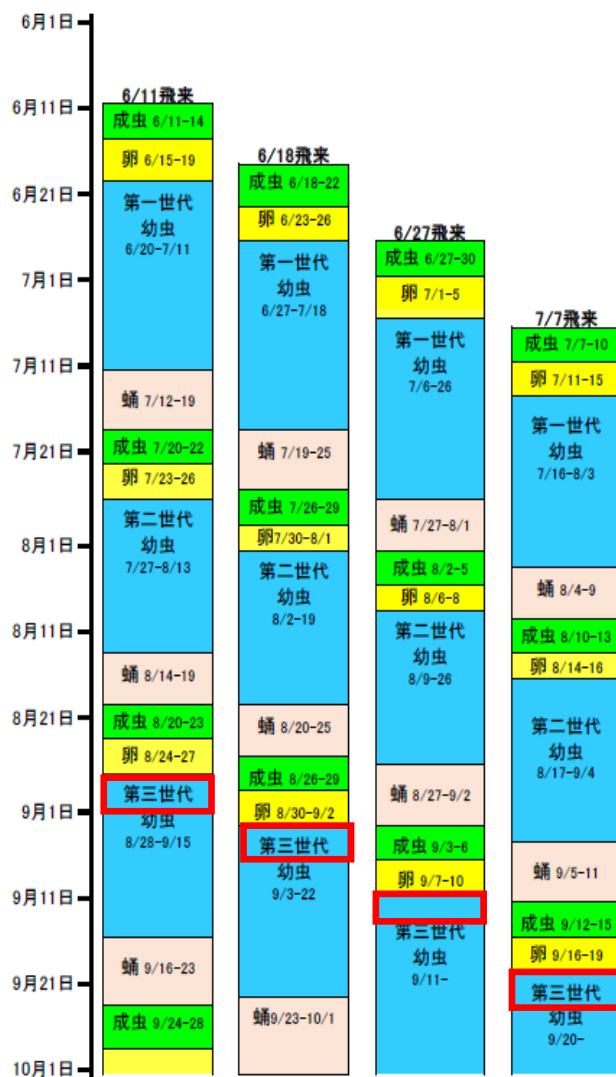 6月1日
6月11日
6月21日
7月1日
7月11日
7月21日
8月1日
8月11日
8月21日
9月1日
9月11日
9月21日
10月1日
6/11飛来
成虫 6/11-14
卵 6/15-19
第一世代
幼虫
6/20-7/11
蛹 7/12-19
成虫 7/20-22
卵 7/23-26
第二世代
幼虫
7/27-8/13
蛹 8/14-19
成虫 8/20-23
卵 8/24-27
第三世代
幼虫
8/28-9/15
蛹 9/16-23
成虫 9/24-28
6/18飛来
成虫 6/18-22
卵 6/23-26
第一世代
幼虫
6/27-7/18
蛹 7/19-25
成虫 7/26-29
卵7/30-8/1
第二世代
幼虫
8/2-19
蛹 8/20-25
成虫 8/26-29
卵 8/30-9/2
第三世代
幼虫
9/3-22
蛹9/23-10/1
6/27飛来
成虫 6/27-30
卵 7/1-5
第一世代
幼虫
7/6-26
蛹 7/27-8/1
成虫 8/2-5
卵 8/6-8
第二世代
幼虫
8/9-26
蛹 8/27-9/2
成虫 9/3-6
卵 9/7-10
第三世代
幼虫
9/11-
7/7飛来
成虫 7/7-10
卵 7/11-15
第一世代
幼虫
7/16-8/3
蛹 8/4-9
成虫 8/10-13
卵 8/14-16
第二世代
幼虫
8/17-9/4
蛹 9/5-11
成虫 9/12-15
卵 9/16-19
第三世代
幼虫
9/20-